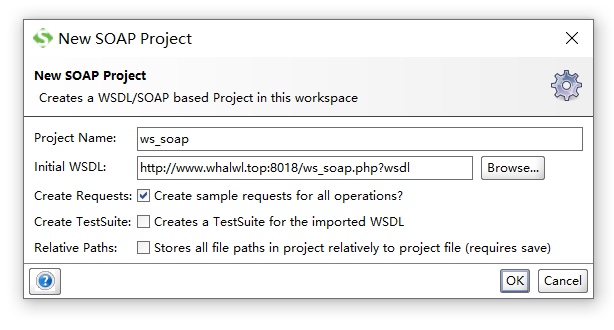 New SOAP Project
New SOAP Project
Creates a WSDL/SOAP based Project in this workspace
Project Name: ws_soap
Initial WSDL: http://www.whalwl.top:8018/ws_soap.php?wsdl Browse...
Create Requests: Create sample requests for all operations?
Create TestSuite: Creates a TestSuite for the imported WSDL
Relative Paths: Stores all file paths in project relatively to project file (requires save)
? OK Cancel